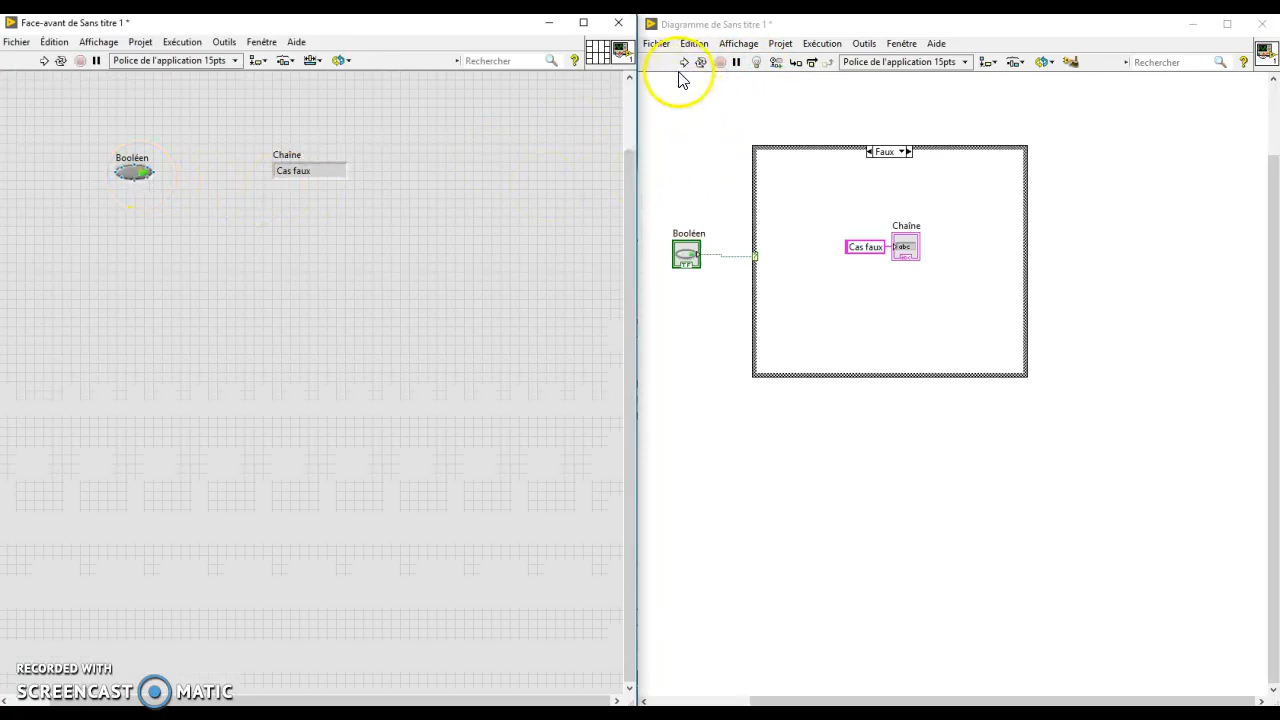 Face-avant de Sans titre 1 *
Fichier Édition Affichage Projet Exécution Outils Fenêtre Aide
Police de l'application 15pts
Rechercher
?
Booléen
Chaîne
Cas faux
RECORDED WITH
SCREENCAST MATIC
Diagramme de Sans titre 1 *
Fichier Édition Affichage Projet Exécution Outils Fenêtre Aide
Police de l'application 15pts
Rechercher
?
Faux
Booléen
TF
?
Chaîne
Cas faux
abc